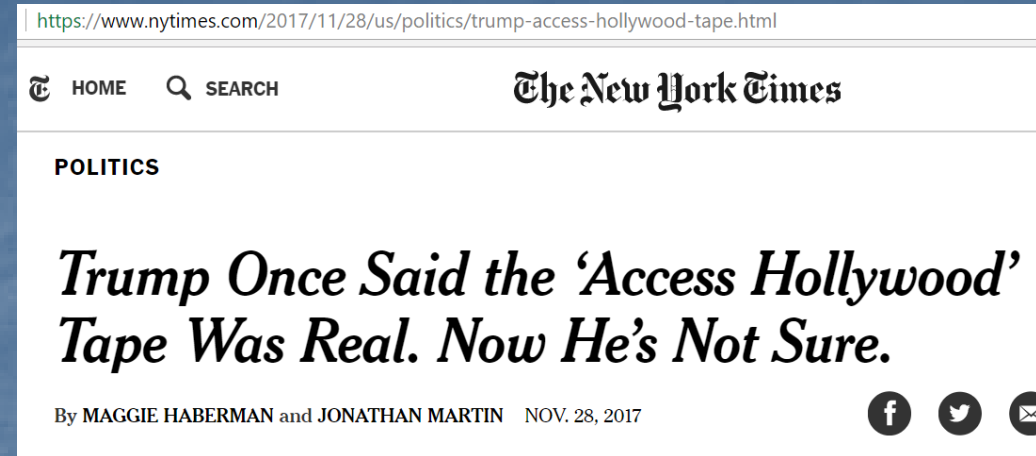 https://www.nytimes.com/2017/11/28/us/politics/trump-access-hollywood-tape.html
HOME SEARCH The New York Times
POLITICS
Trump Once Said the ‘Access Hollywood’
Tape Was Real. Now He’s Not Sure.
By MAGGIE HABERMAN and JONATHAN MARTIN NOV. 28, 2017